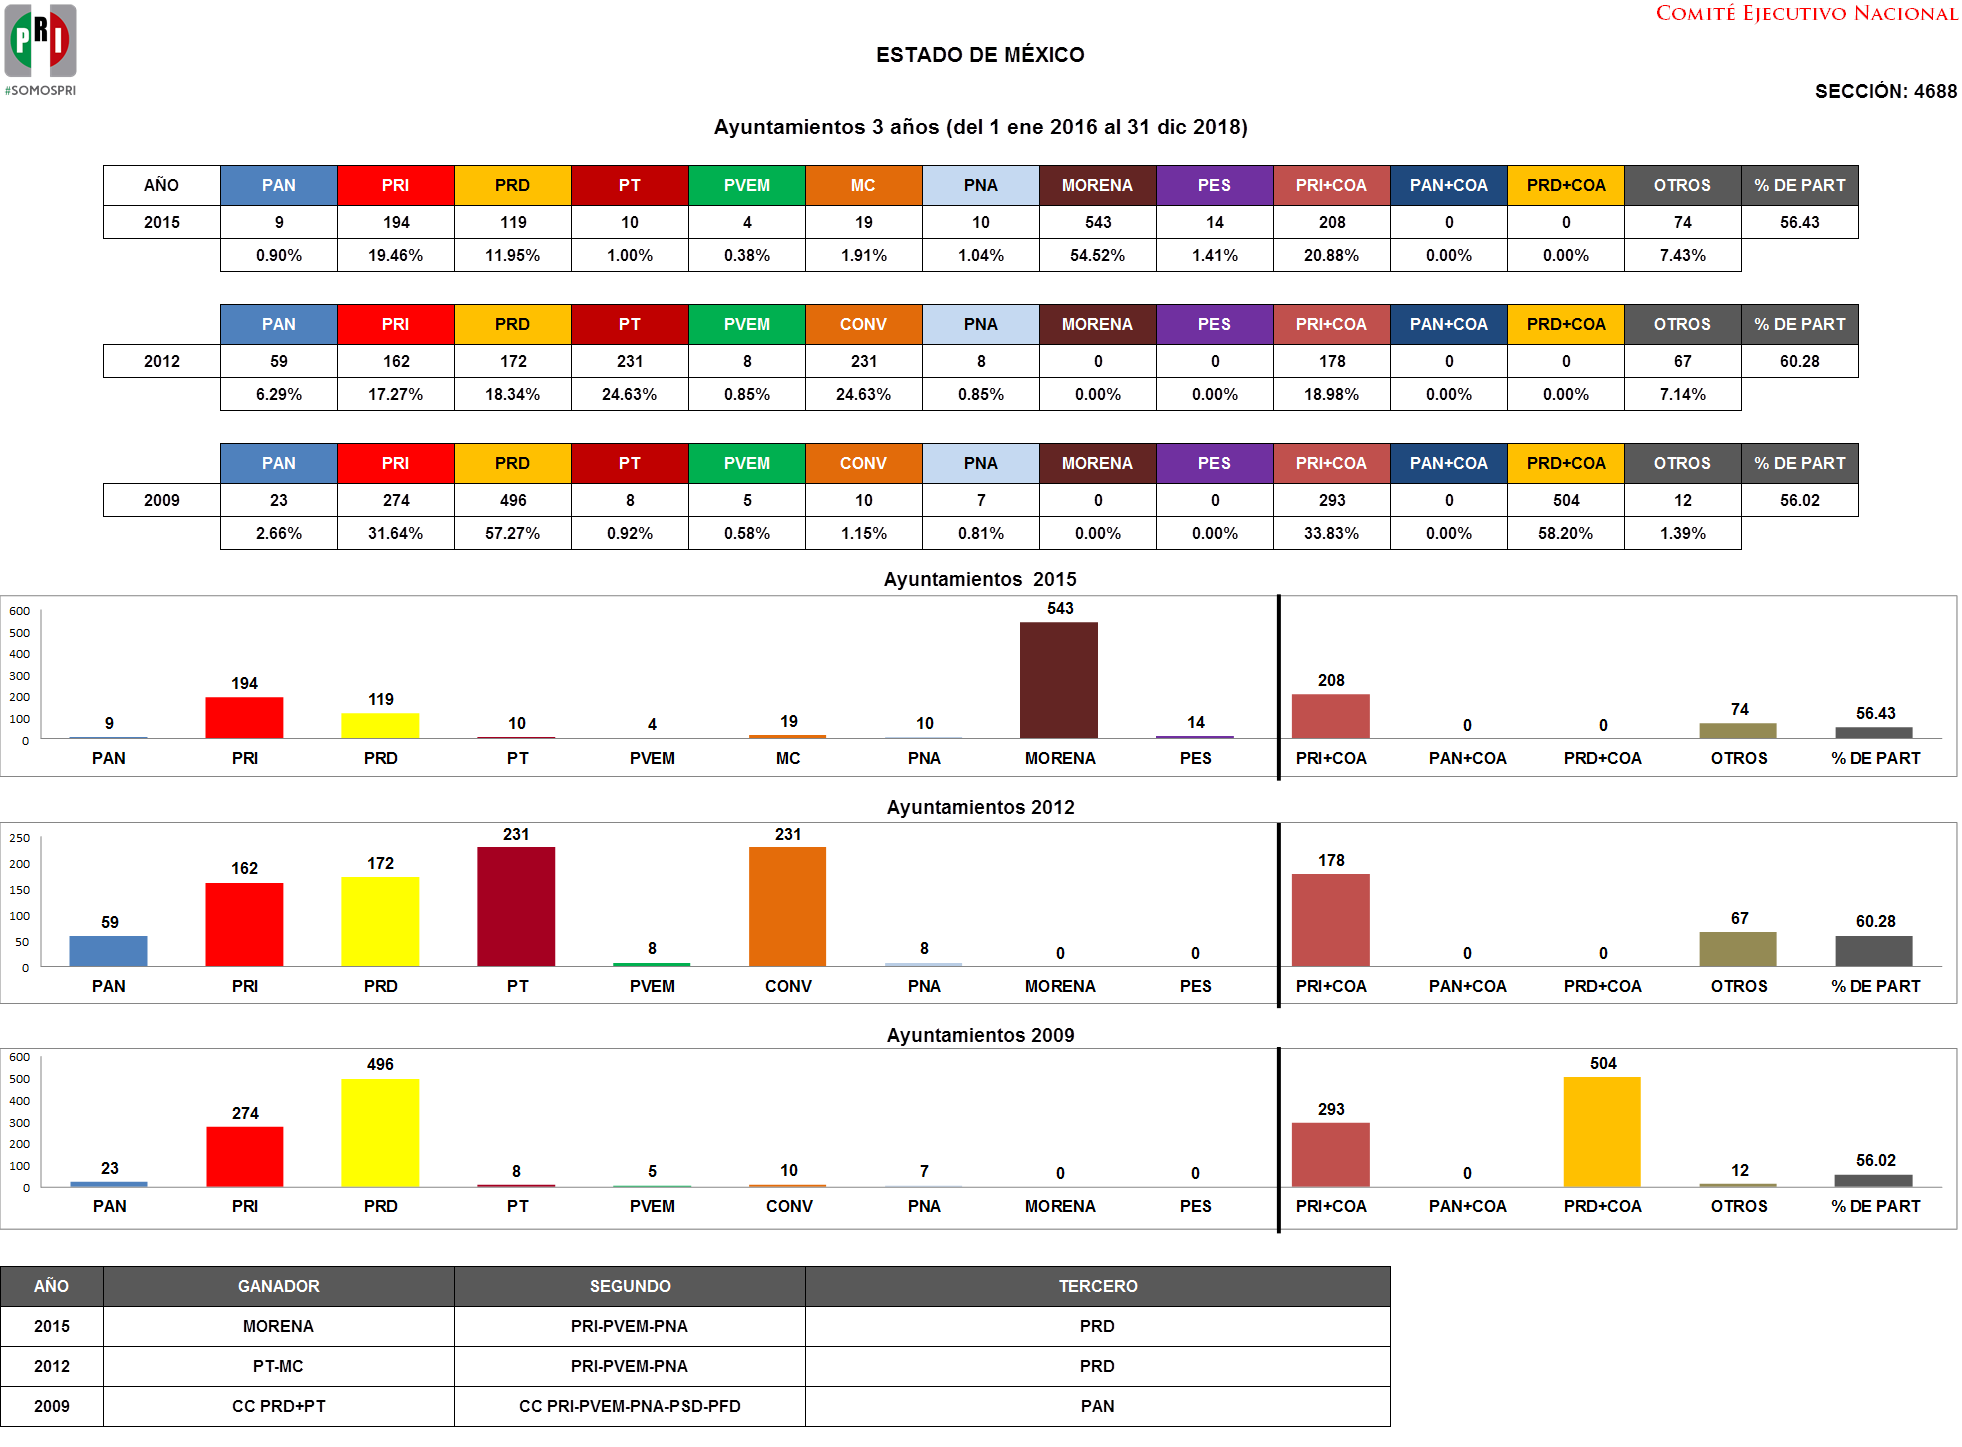 PRI
#SOMOSPRI
COMITÉ EJECUTIVO NACIONAL
ESTADO DE MÉXICO
SECCIÓN: 4688
Ayuntamientos 3 años (del 1 ene 2016 al 31 dic 2018)
AÑO PAN PRI PRD PT PVEM MC PNA MORENA PES PRI+COA PAN+COA PRD+COA OTROS % DE PART
2015 9 194 119 10 4 19 10 543 14 208 0 0 74 56.43
0.90% 19.46% 11.95% 1.00% 0.38% 1.91% 1.04% 54.52% 1.41% 20.88% 0.00% 0.00% 7.43%
PAN PRI PRD PT PVEM CONV PNA MORENA PES PRI+COA PAN+COA PRD+COA OTROS % DE PART
2012 59 162 172 231 8 231 8 0 0 178 0 0 67 60.28
6.29% 17.27% 18.34% 24.63% 0.85% 24.63% 0.85% 0.00% 0.00% 18.98% 0.00% 0.00% 7.14%
PAN PRI PRD PT PVEM CONV PNA MORENA PES PRI+COA PAN+COA PRD+COA OTROS % DE PART
2009 23 274 496 8 5 10 7 0 0 293 0 504 12 56.02
2.66% 31.64% 57.27% 0.92% 0.58% 1.15% 0.81% 0.00% 0.00% 33.83% 0.00% 58.20% 1.39%
Ayuntamientos 2015
600
500
400
300
200
100
0
9 194 119 10 4 19 10 543 14 208 0 0 74 56.43
PAN PRI PRD PT PVEM MC PNA MORENA PES PRI+COA PAN+COA PRD+COA OTROS % DE PART
Ayuntamientos 2012
250
200
150
100
50
0
59 162 172 231 8 231 8 0 0 178 0 0 67 60.28
PAN PRI PRD PT PVEM CONV PNA MORENA PES PRI+COA PAN+COA PRD+COA OTROS % DE PART
Ayuntamientos 2009
600
500
400
300
200
100
0
23 274 496 8 5 10 7 0 0 293 0 504 12 56.02
PAN PRI PRD PT PVEM CONV PNA MORENA PES PRI+COA PAN+COA PRD+COA OTROS % DE PART
AÑO GANADOR SEGUNDO TERCERO
2015 MORENA PRI-PVEM-PNA PRD
2012 PT-MC PRI-PVEM-PNA PRD
2009 CC PRD+PT CC PRI-PVEM-PNA-PSD-PFD PAN